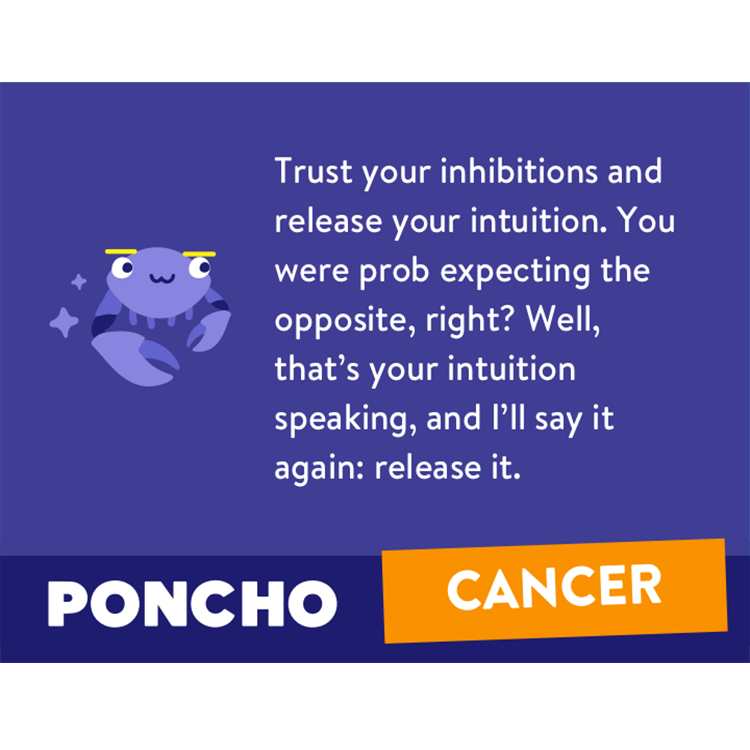 Trust your inhibitions and
release your intuition. You
were prob expecting the
opposite, right? Well,
that’s your intuition
speaking, and I’ll say it
again: release it.
PONCHO
CANCER